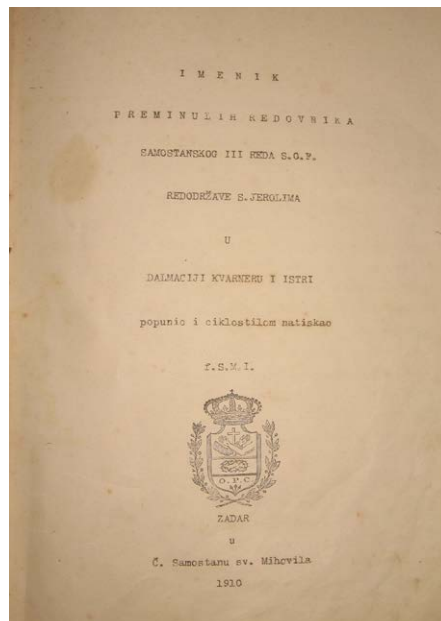 I M E N I K
P R E M I N U L I H R E D O V N I K A
SAMOSTANSKOG III REDA S.O.F.
REDODRŽAVE S.JEROLIMA
U
DALMACIJI KVARNERU I ISTRI
popunio i ciklostilom natiskao
f.S.M.I.
O.P.C
ZADAR
u
Č. Samostanu sv. Mihovila
1910